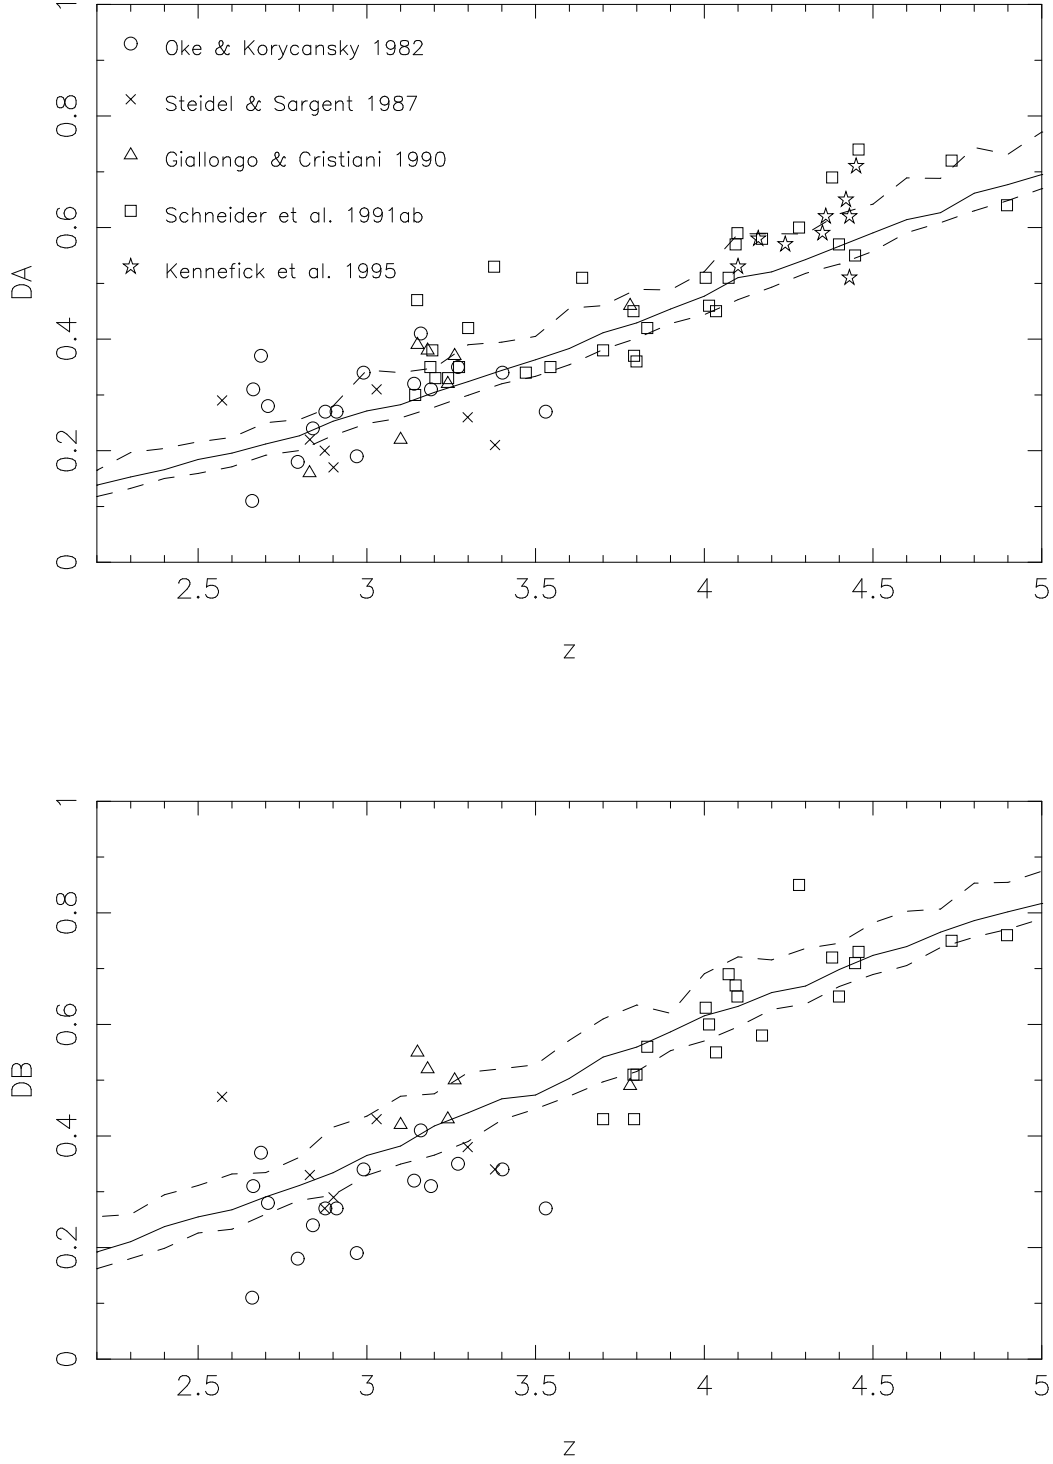 1
0.8
0.6
0.4
0.2
0
DA
Oke & Korycansky 1982
Steidel & Sargent 1987
Giallongo & Cristiani 1990
Schneider et al. 1991ab
Kennefick et al. 1995
2.5 3 3.5 4 4.5 5
z
1
0.8
0.6
0.4
0.2
0
DB
2.5 3 3.5 4 4.5 5
z